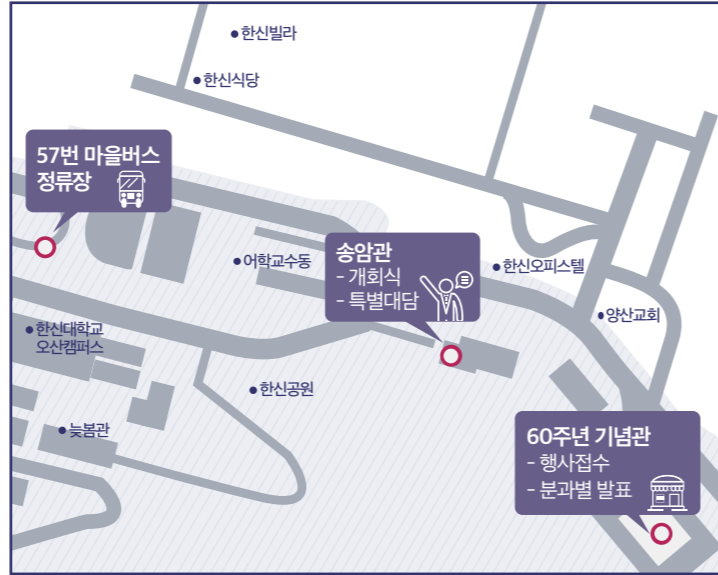 한신빌라
한신식당
57번 마을버스
정류장
어학교수동
송암관
- 개회식
- 특별대담
한신오피스텔
양산교회
한신대학교
오산캠퍼스
한신공원
늦봄관
60주년 기념관
- 행사접수
- 분과별 발표